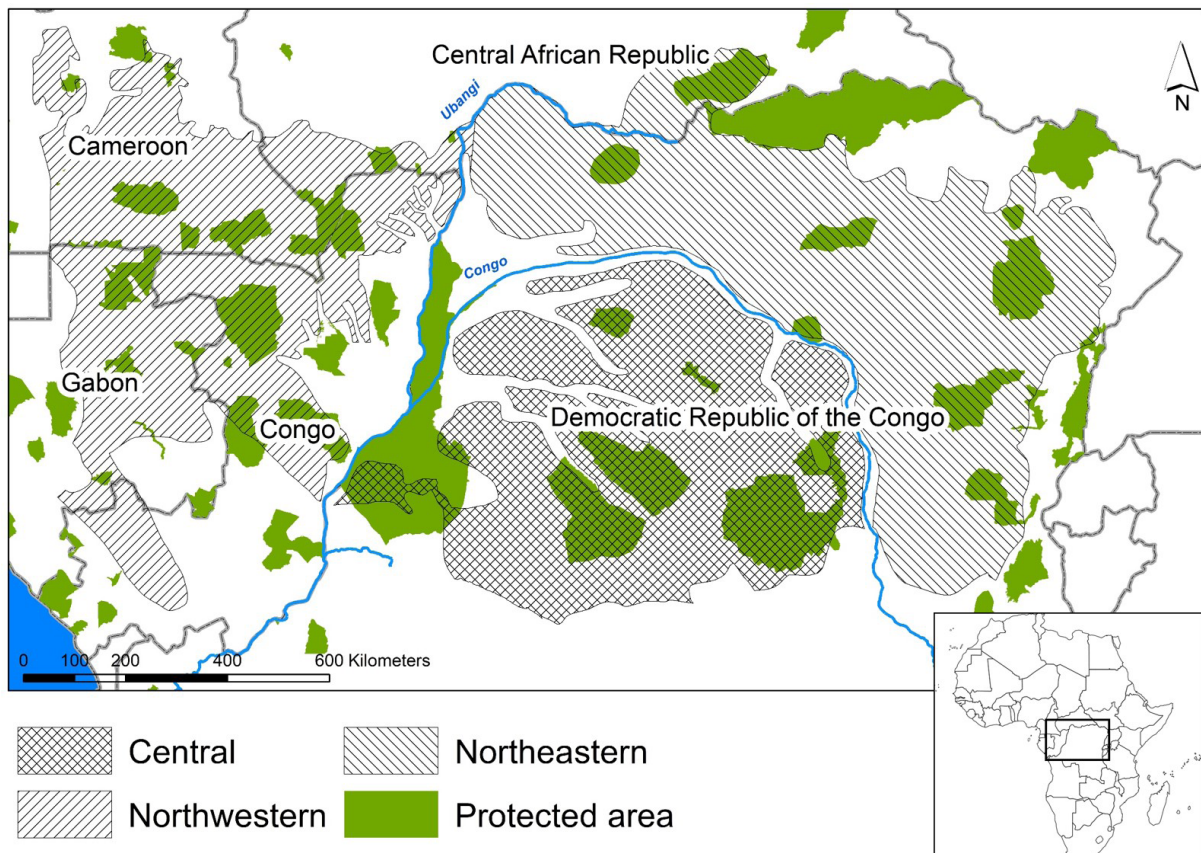 Central African Republic
N
Ubangi
Cameroon
Congo
Gabon
Congo
Democratic Republic of the Congo
0 100 200 400 600 Kilometers
Central
Northeastern
Northwestern
Protected area